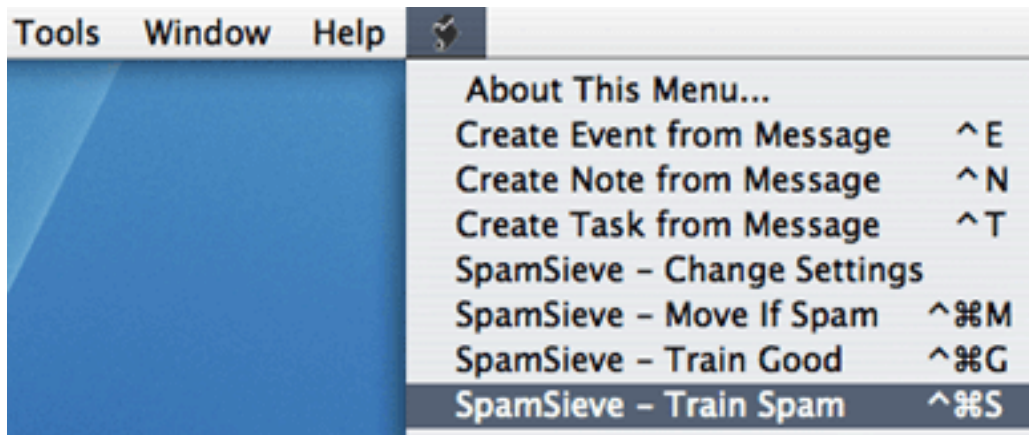 Tools Window Help
About This Menu...
Create Event from Message ^E
Create Note from Message ^N
Create Task from Message ^T
SpamSieve – Change Settings
SpamSieve – Move If Spam ^⌘M
SpamSieve – Train Good ^⌘G
SpamSieve – Train Spam ^⌘S